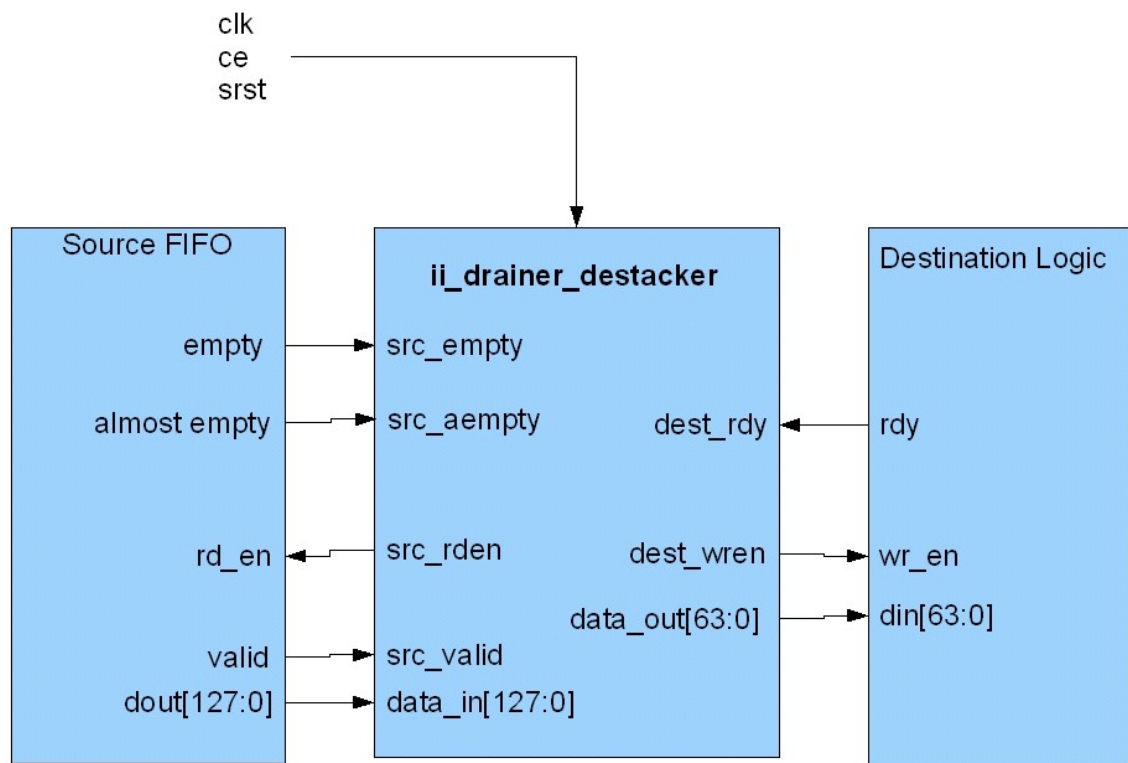 clk
ce
srst
Source FIFO
empty
almost empty
rd_en
valid
dout[127:0]
ii_drainer_destacker
src_empty
src_aempty
dest_rdy
src_rden
dest_wren
data_out[63:0]
src_valid
data_in[127:0]
Destination Logic
rdy
wr_en
din[63:0]